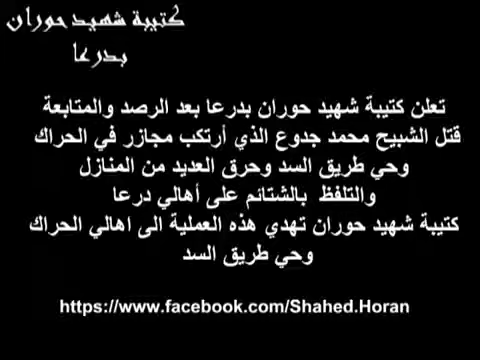 كتيبة شهيد حوران
بدرعا
تعلن كتيبة شهيد حوران بدرعا بعد الرصد والمتابعة
قتل الشبيح محمد جدوع الذي أرتكب مجازر في الحراك
وحي طريق السد وحرق العديد من المنازل
والتلفظ بالشتائم على أهالي درعا
كتيبة شهيد حوران تهدي هذه العملية الى اهالي الحراك
وحي طريق السد
https://www.facebook.com/Shahed.Horan